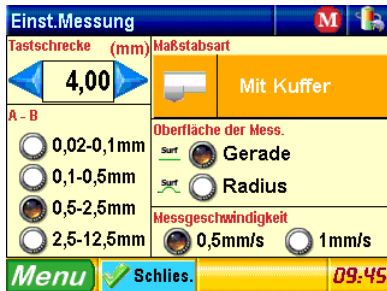 Einst.Messung
M
Tastschrecke (mm)
4,00
A - B
0,02-0,1mm
0,1-0,5mm
0,5-2,5mm
2,5-12,5mm
Maßstabsart
Mit Kuffer
Oberfläche der Mess.
Surf Gerade
Surf Radius
Messgeschwindigkeit
0,5mm/s 1mm/s
Menu Schlies. 09:45